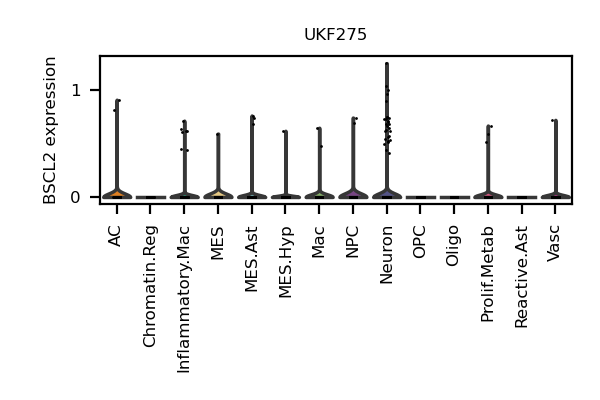 UKF275
BSCL2 expression
1
0
AC
Chromatin.Reg
Inflammatory.Mac
MES
MES.Ast
MES.Hyp
Mac
NPC
Neuron
OPC
Oligo
Prolif.Metab
Reactive.Ast
Vasc